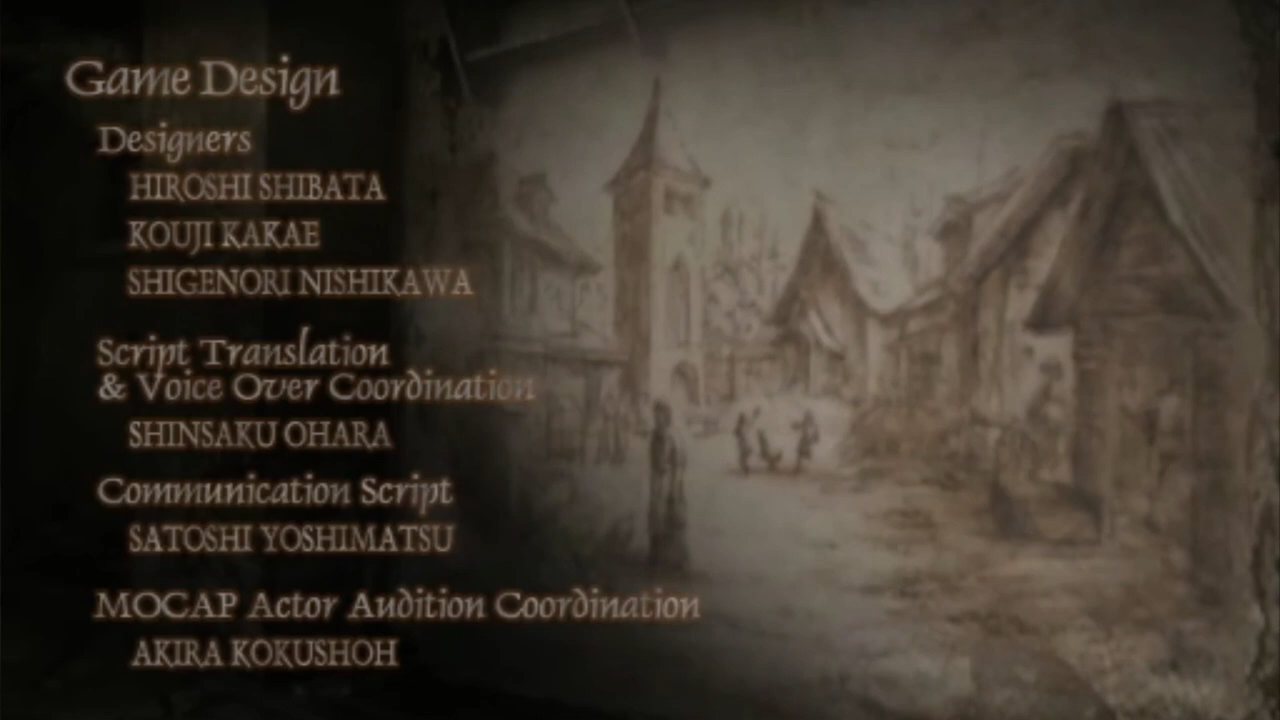 Game Design
Designers
HIROSHI SHIBATA
KOUJI KAKAE
SHIGENORI NISHIKAWA
Script Translation
& Voice Over Coordination
SHINSAKU OHARA
Communication Script
SATOSHI YOSHIMATSU
MOCAP Actor Audition Coordination
AKIRA KOKUSHOH